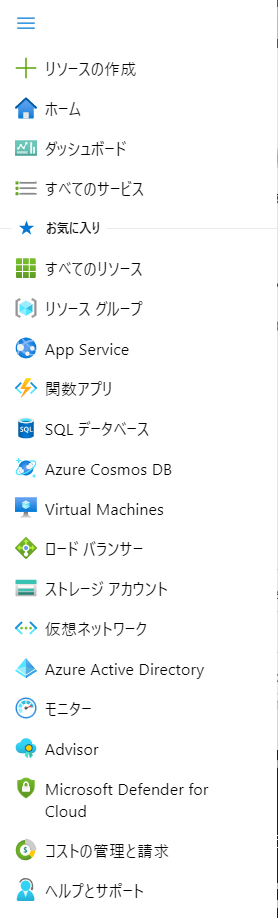 リソースの作成
ホーム
ダッシュボード
すべてのサービス
お気に入り
すべてのリソース
リソース グループ
App Service
関数アプリ
SQL データベース
Azure Cosmos DB
Virtual Machines
ロード バランサー
ストレージ アカウント
仮想ネットワーク
Azure Active Directory
モニター
Advisor
Microsoft Defender for
Cloud
コストの管理と請求
ヘルプとサポート